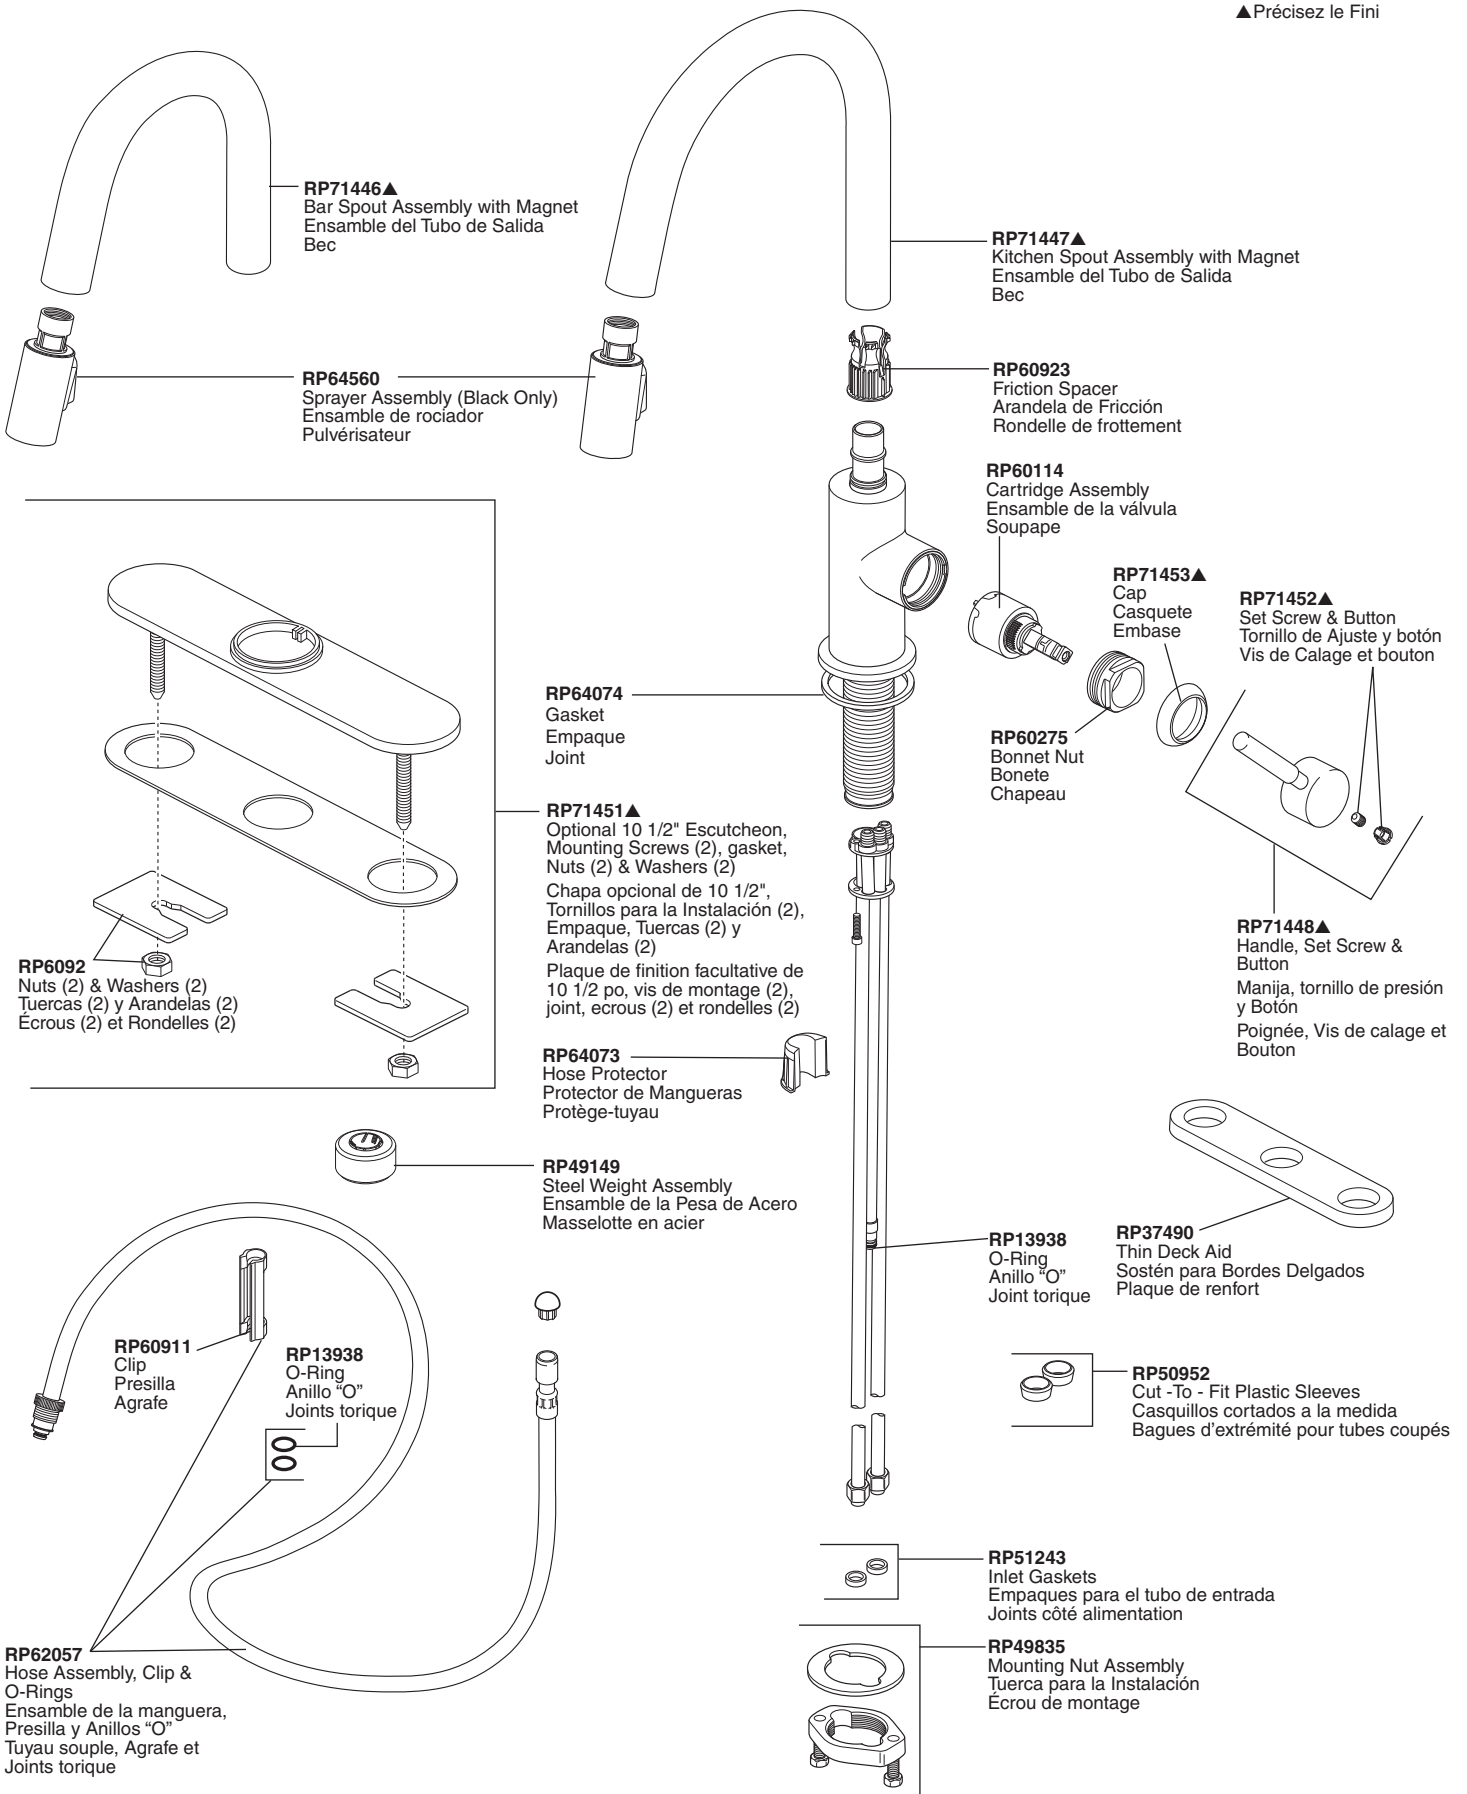 ▲Précisez le Fini
RP71446▲
Bar Spout Assembly with Magnet
Ensamble del Tubo de Salida
Bec
RP71447▲
Kitchen Spout Assembly with Magnet
Ensamble del Tubo de Salida
Bec
RP64560
Sprayer Assembly (Black Only)
Ensamble de rociador
Pulvérisateur
RP60923
Friction Spacer
Arandela de Fricción
Rondelle de frottement
RP60114
Cartridge Assembly
Ensamble de la válvula
Soupape
RP71453▲
Cap
Casquete
Embase
RP71452▲
Set Screw & Button
Tornillo de Ajuste y botón
Vis de Calage et bouton
RP64074
Gasket
Empaque
Joint
RP60275
Bonnet Nut
Bonete
Chapeau
RP71451▲
Optional 10 1/2" Escutcheon,
Mounting Screws (2), gasket,
Nuts (2) & Washers (2)
Chapa opcional de 10 1/2",
Tornillos para la Instalación (2),
Empaque, Tuercas (2) y
Arandelas (2)
Plaque de finition facultative de
10 1/2 po, vis de montage (2),
joint, ecrous (2) et rondelles (2)
RP6092
Nuts (2) & Washers (2)
Tuercas (2) y Arandelas (2)
Écrous (2) et Rondelles (2)
RP71448▲
Handle, Set Screw &
Button
Manija, tornillo de presión
y Botón
Poignée, Vis de calage et
Bouton
RP64073
Hose Protector
Protector de Mangueras
Protège-tuyau
RP49149
Steel Weight Assembly
Ensamble de la Pesa de Acero
Masselotte en acier
RP13938
O-Ring
Anillo “O”
Joint torique
RP37490
Thin Deck Aid
Sostén para Bordes Delgados
Plaque de renfort
RP60911
Clip
Presilla
Agrafe
RP13938
O-Ring
Anillo “O”
Joints torique
RP50952
Cut -To - Fit Plastic Sleeves
Casquillos cortados a la medida
Bagues d’extrémité pour tubes coupés
RP51243
Inlet Gaskets
Empaques para el tubo de entrada
Joints côté alimentation
RP62057
Hose Assembly, Clip &
O-Rings
Ensamble de la manguera,
Presilla y Anillos “O”
Tuyau souple, Agrafe et
Joints torique
RP49835
Mounting Nut Assembly
Tuerca para la Instalación
Écrou de montage